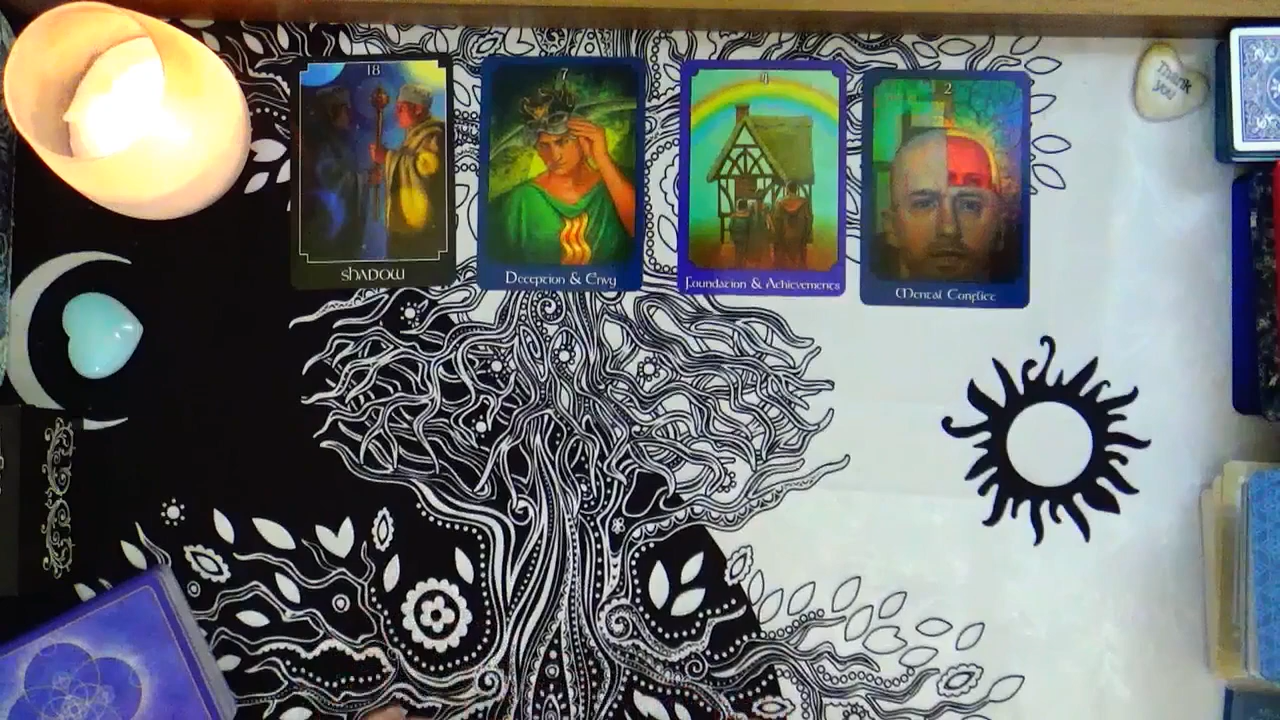 18
SHADOW
7
Deception & Envy
4
Foundation & Achievements
2
Mental Conflict
Thank
you